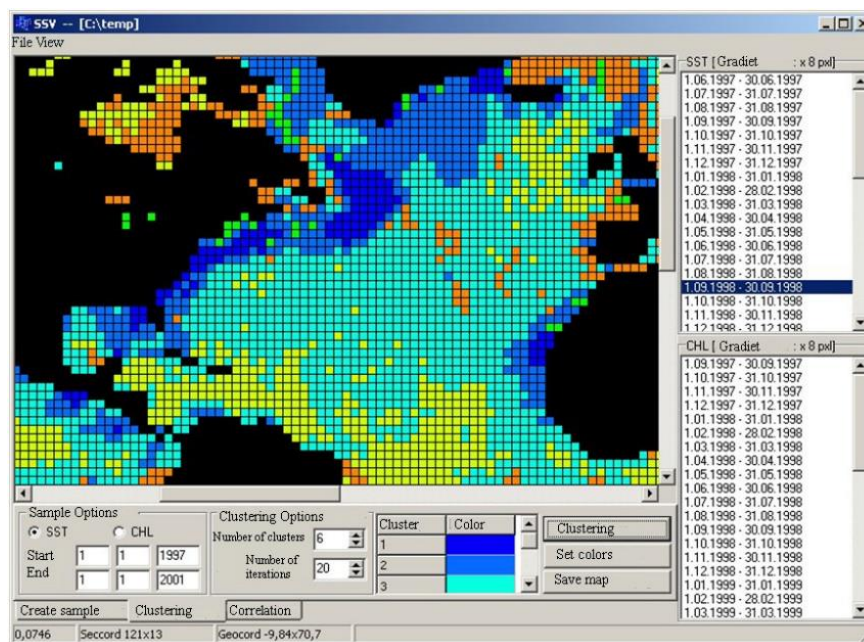 SSV -- [C:\temp]
File View
SST [ Gradiet : x 8 pxl]
1.06.1997 - 30.06.1997
1.07.1997 - 31.07.1997
1.08.1997 - 31.08.1997
1.09.1997 - 30.09.1997
1.10.1997 - 31.10.1997
1.11.1997 - 30.11.1997
1.12.1997 - 31.12.1997
1.01.1998 - 31.01.1998
1.02.1998 - 28.02.1998
1.03.1998 - 31.03.1998
1.04.1998 - 30.04.1998
1.05.1998 - 31.05.1998
1.06.1998 - 30.06.1998
1.07.1998 - 31.07.1998
1.08.1998 - 31.08.1998
1.09.1998 - 30.09.1998
1.10.1998 - 31.10.1998
1.11.1998 - 30.11.1998
1.12.1998 - 31.12.1998
CHL [ Gradiet : x 8 pxl]
1.09.1997 - 30.09.1997
1.10.1997 - 31.10.1997
1.11.1997 - 30.11.1997
1.12.1997 - 31.12.1997
1.01.1998 - 31.01.1998
1.02.1998 - 28.02.1998
1.03.1998 - 31.03.1998
1.04.1998 - 30.04.1998
1.05.1998 - 31.05.1998
1.06.1998 - 30.06.1998
1.07.1998 - 31.07.1998
1.08.1998 - 31.08.1998
1.09.1998 - 30.09.1998
1.10.1998 - 31.10.1998
1.11.1998 - 30.11.1998
1.12.1998 - 31.12.1998
1.01.1999 - 31.01.1999
1.02.1999 - 28.02.1999
1.03.1999 - 31.03.1999
Sample Options
SST CHL
Start 1 1 1997
End 1 1 2001
Clustering Options
Number of clusters 6
Number of iterations 20
Cluster Color
1
2
3
Clustering
Set colors
Save map
Create sample Clustering Correlation
0,0746 Seccord 121x13 Geocord -9,84x70,7